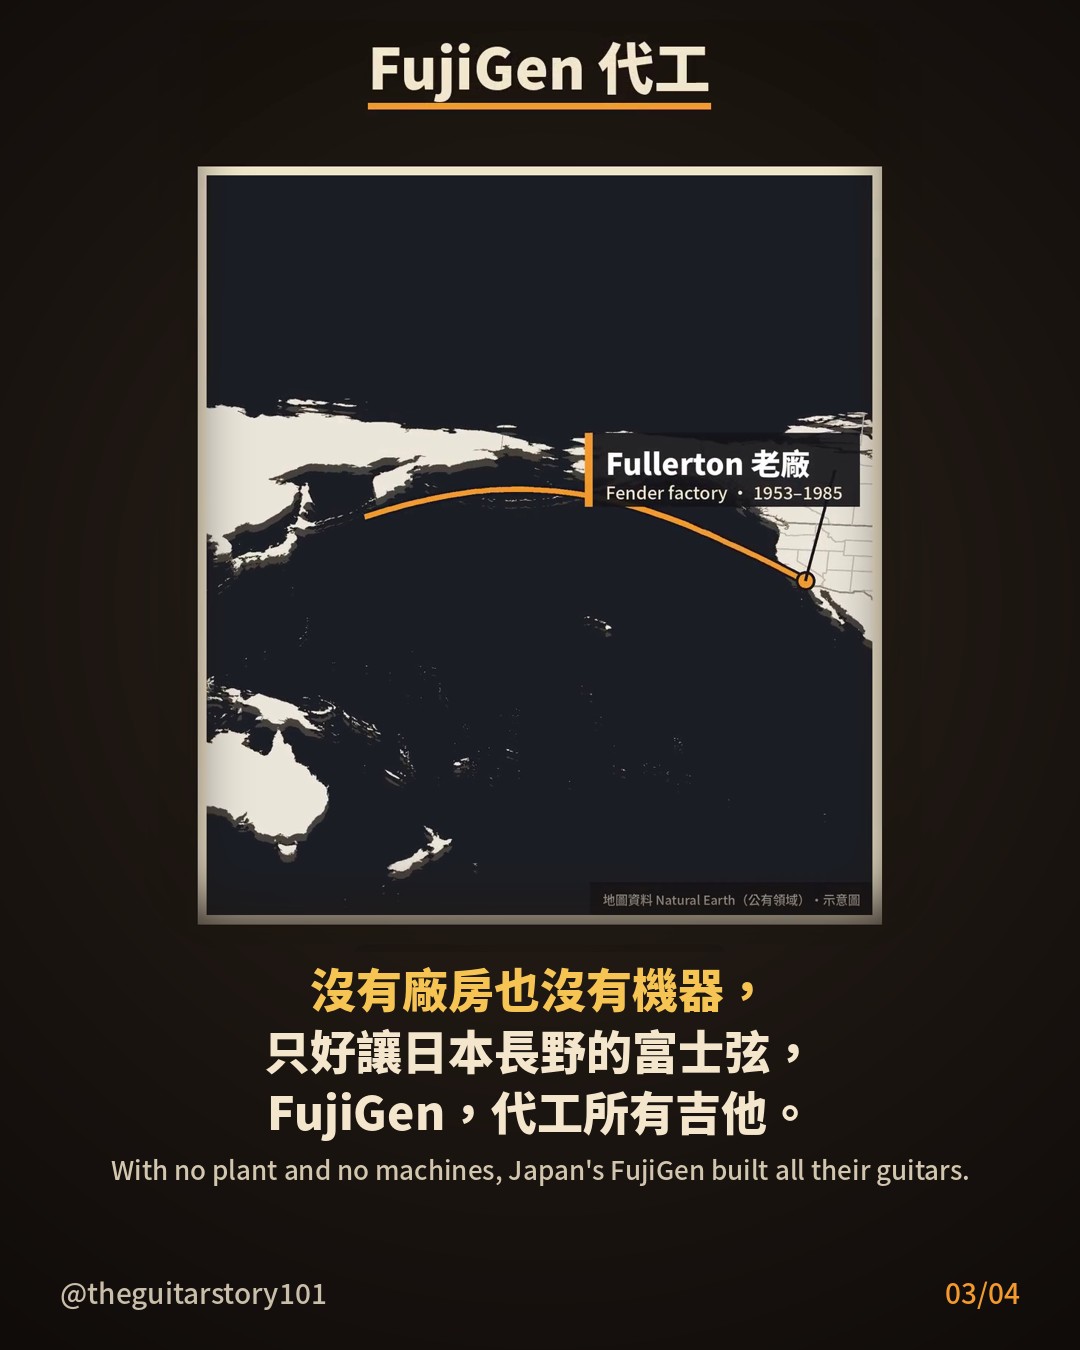 FujiGen 代工
Fullerton 老廠
Fender factory • 1953–1985
地圖資料 Natural Earth（公有領域）・示意圖
沒有廠房也沒有機器，
只好讓日本長野的富士弦，
FujiGen，代工所有吉他。
With no plant and no machines, Japan's FujiGen built all their guitars.
@theguitarstory101
03/04